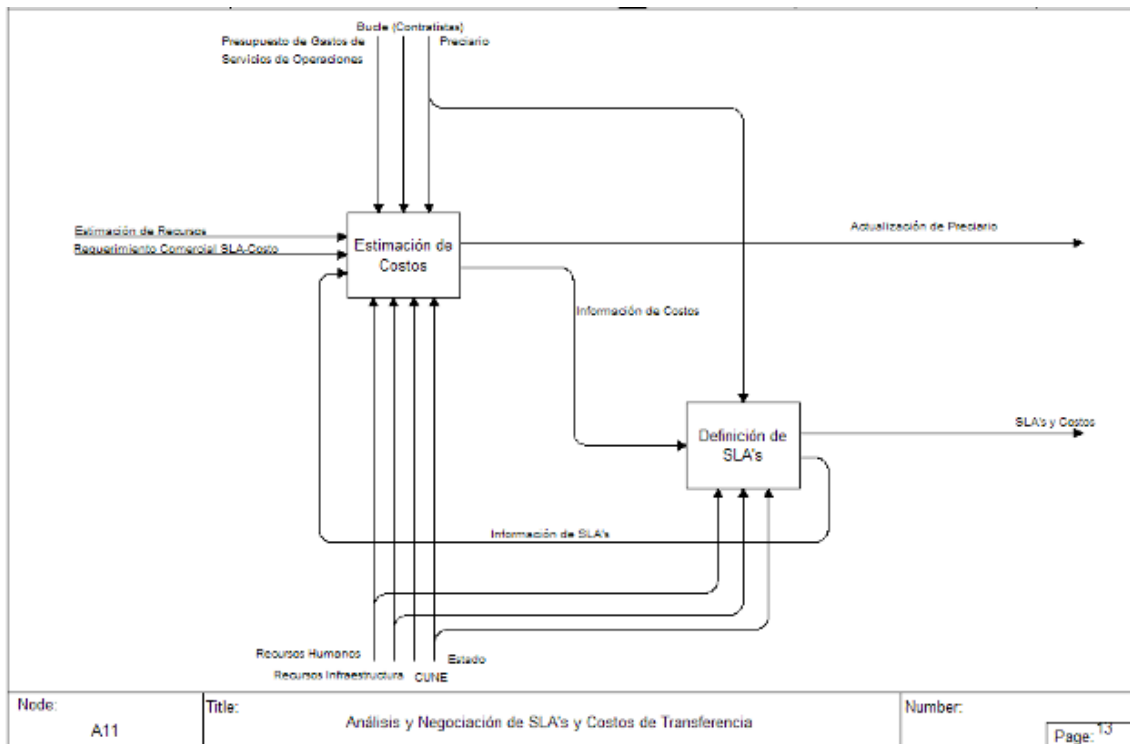 Bucle (Contratistas)
Presupuesto de Gastos de
Servicios de Operaciones
Preciario
Estimación de Recursos
Requerimiento Comercial SLA-Costo
Estimación de
Costos
Actualización de Preciario
Información de Costos
Definición de
SLA's
SLA's y Costos
Información de SLA's
Recursos Humanos
Recursos Infraestructura
CUNE
Estado
Node:
A11
Title:
Análisis y Negociación de SLA's y Costos de Transferencia
Number:
Page: 13